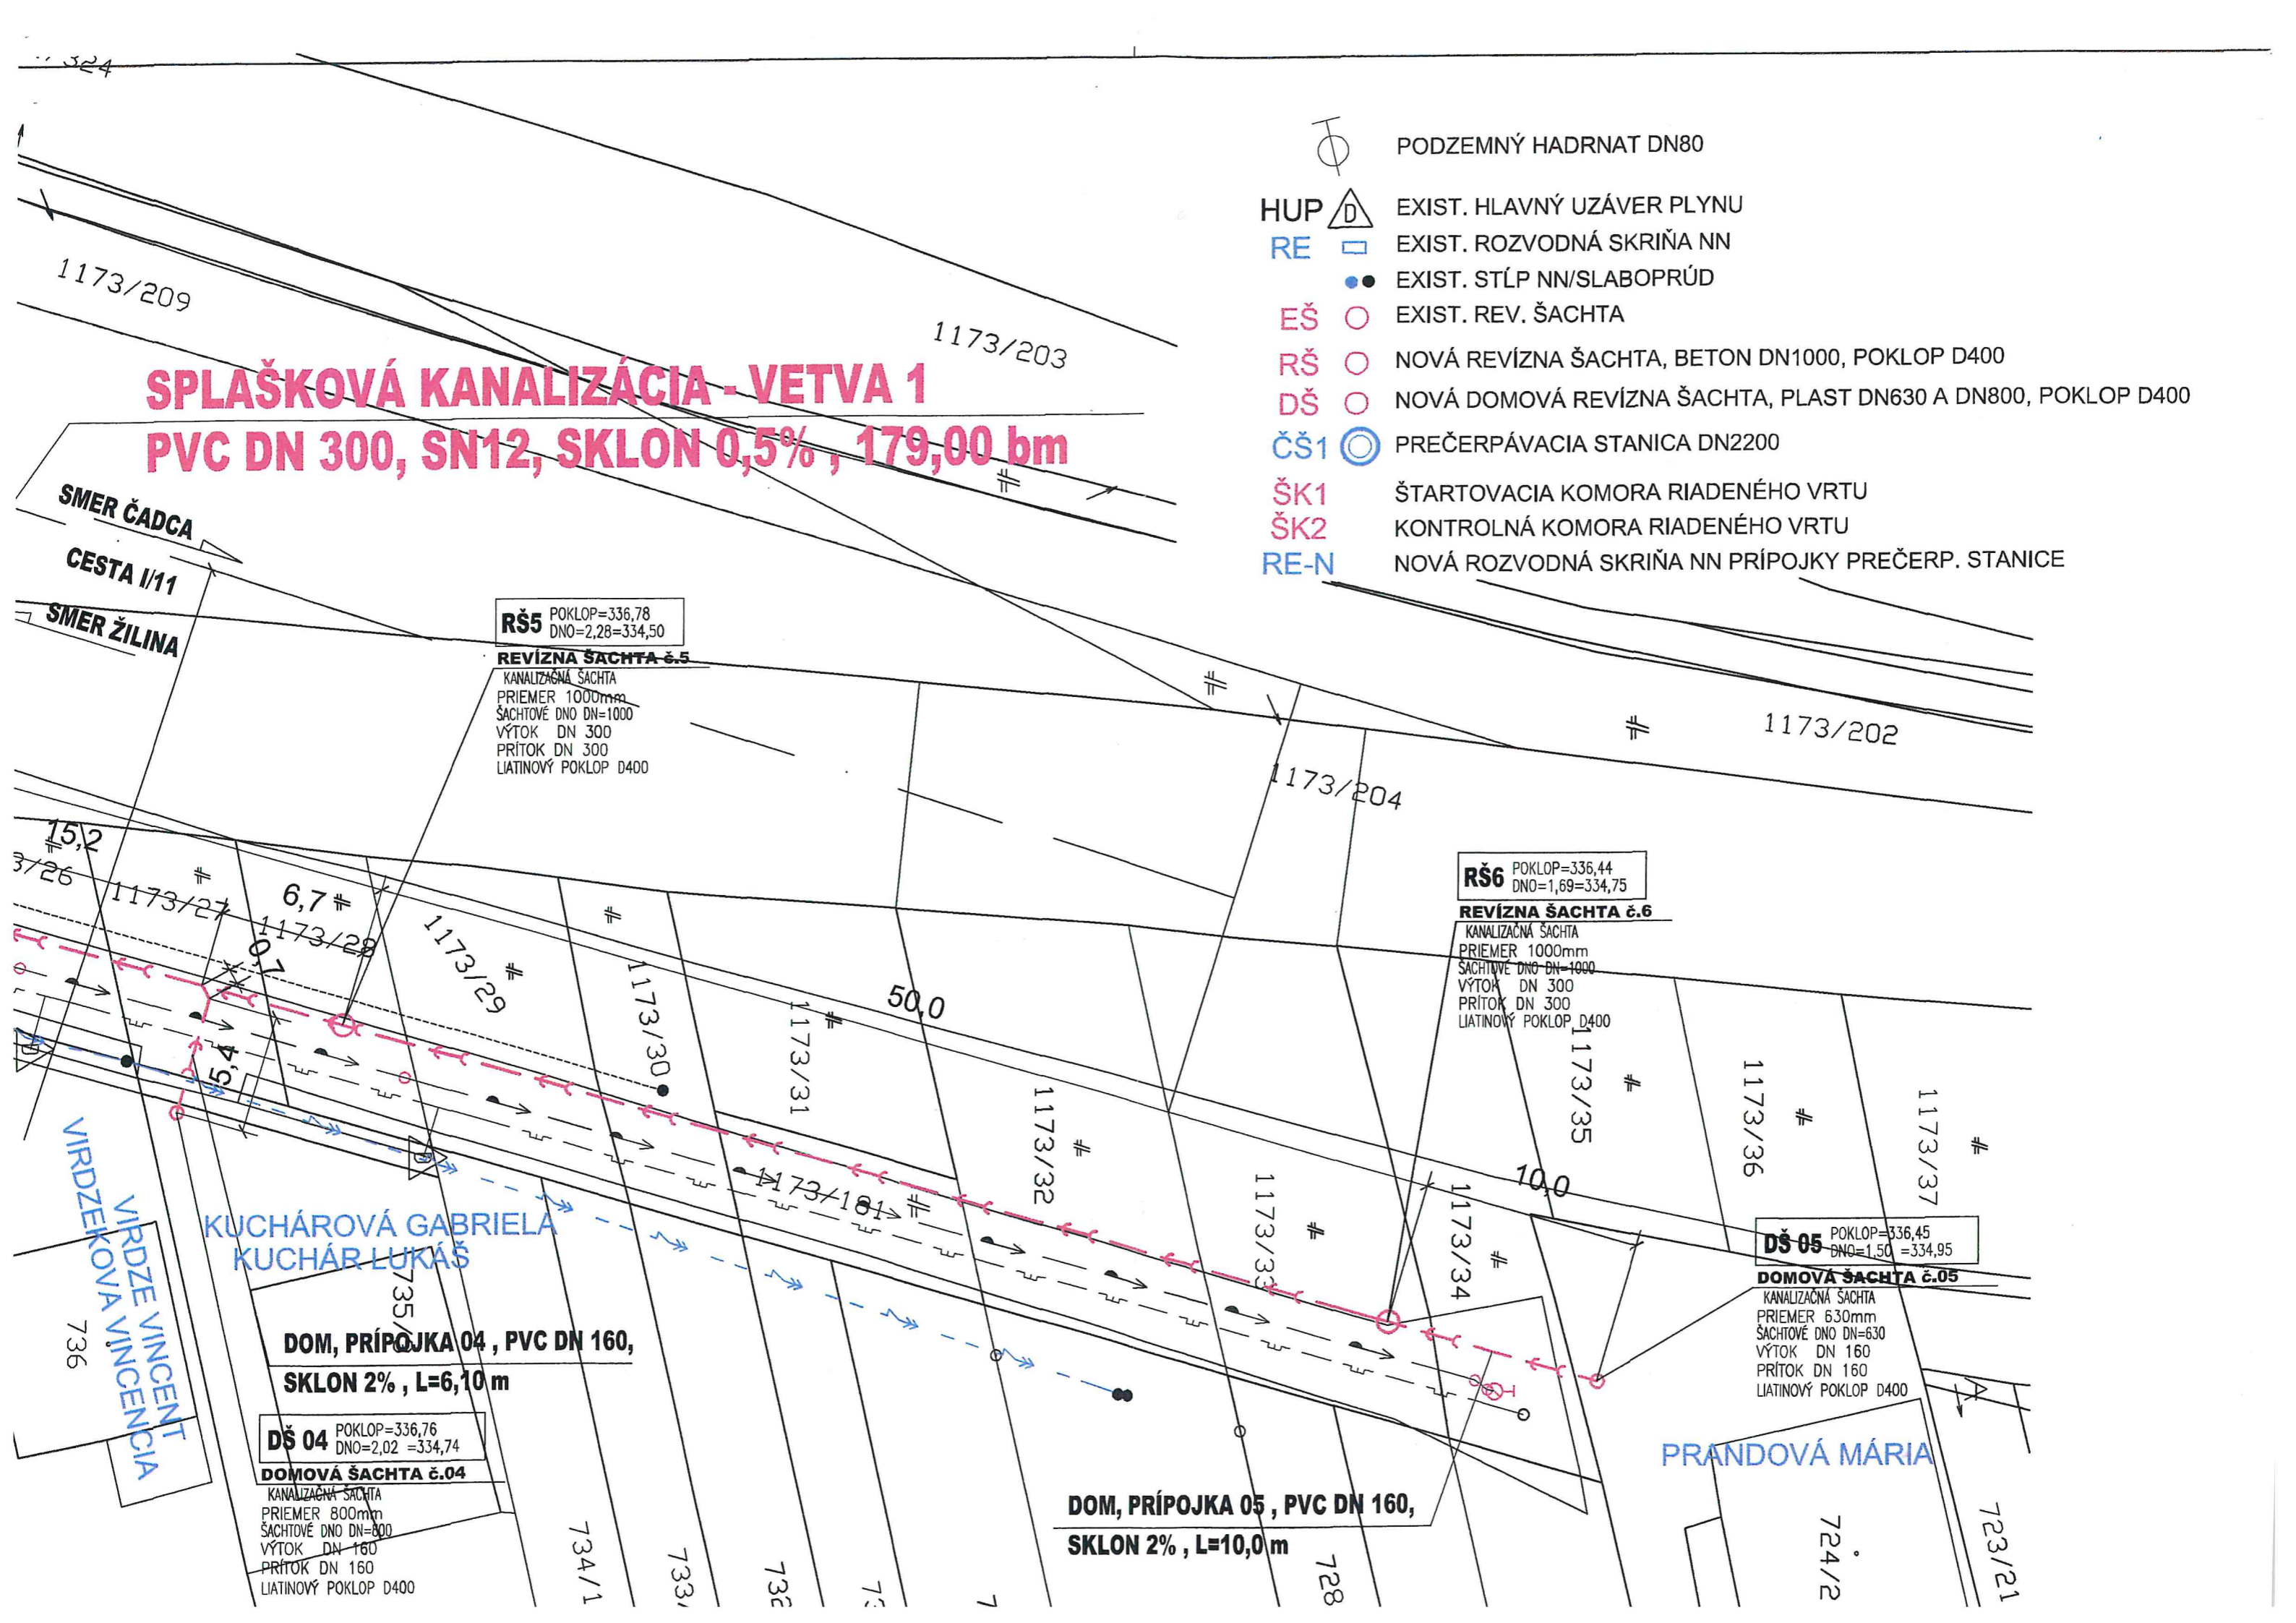 324
PODZEMNÝ HADRNAT DN80
HUP D EXIST. HLAVNÝ UZÁVER PLYNU
RE EXIST. ROZVODNÁ SKRIŇA NN
EXIST. STĹP NN/SLABOPRÚD
EŠ EXIST. REV. ŠACHTA
RŠ NOVÁ REVÍZNA ŠACHTA, BETON DN1000, POKLOP D400
DŠ NOVÁ DOMOVÁ REVÍZNA ŠACHTA, PLAST DN630 A DN800, POKLOP D400
ČŠ1 PREČERPÁVACIA STANICA DN2200
ŠK1 ŠTARTOVACIA KOMORA RIADENÉHO VRTU
ŠK2 KONTROLNÁ KOMORA RIADENÉHO VRTU
RE-N NOVÁ ROZVODNÁ SKRIŇA NN PRÍPOJKY PREČERP. STANICE
1173/209
1173/203
SPLAŠKOVÁ KANALIZÁCIA - VETVA 1
PVC DN 300, SN12, SKLON 0,5% , 179,00 bm
SMER ČADCA
CESTA I/11
SMER ŽILINA
RŠ5 POKLOP=336,78
DNO=2,28=334,50
REVÍZNA ŠACHTA č.5
KANALIZAČNÁ ŠACHTA
PRIEMER 1000mm
ŠACHTOVÉ DNO DN=1000
VÝTOK DN 300
PRÍTOK DN 300
LIATINOVÝ POKLOP D400
1173/202
1173/204
15,2
3/26
1173/27
6,7
1173/28
0,7
1173/29
1173/30
1173/31
50,0
1173/32
1173/33
1173/34
1173/35
1173/36
1173/37
RŠ6 POKLOP=336,44
DNO=1,69=334,75
REVÍZNA ŠACHTA č.6
KANALIZAČNÁ ŠACHTA
PRIEMER 1000mm
ŠACHTOVÉ DNO DN=1000
VÝTOK DN 300
PRÍTOK DN 300
LIATINOVÝ POKLOP D400
5,4
1173/181
10,0
DŠ 05 POKLOP=336,45
DNO=1,50 =334,95
DOMOVÁ ŠACHTA č.05
KANALIZAČNÁ ŠACHTA
PRIEMER 630mm
ŠACHTOVÉ DNO DN=630
VÝTOK DN 160
PRÍTOK DN 160
LIATINOVÝ POKLOP D400
VIRDZE VINCENT
VIRDZEKOVA VINCENCIA
736
KUCHÁROVÁ GABRIELA
KUCHÁR LUKÁŠ
DOM, PRÍPOJKA 04 , PVC DN 160,
SKLON 2% , L=6,10 m
DŠ 04 POKLOP=336,76
DNO=2,02 =334,74
DOMOVÁ ŠACHTA č.04
KANALIZAČNÁ ŠACHTA
PRIEMER 800mm
ŠACHTOVÉ DNO DN=800
VÝTOK DN 160
PRÍTOK DN 160
LIATINOVÝ POKLOP D400
DOM, PRÍPOJKA 05 , PVC DN 160,
SKLON 2% , L=10,0 m
PRANDOVÁ MÁRIA
734/1
728
724/2
723/21